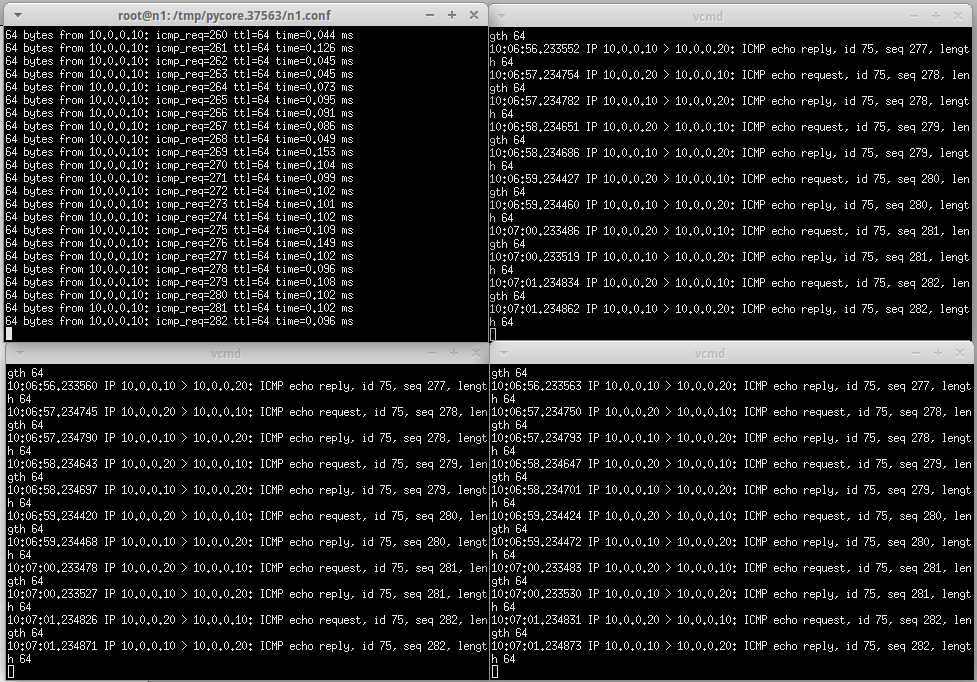 root@n1: /tmp/pycore.37563/n1.conf
64 bytes from 10.0.0.10: icmp_req=260 ttl=64 time=0.044 ms
64 bytes from 10.0.0.10: icmp_req=261 ttl=64 time=0.126 ms
64 bytes from 10.0.0.10: icmp_req=262 ttl=64 time=0.045 ms
64 bytes from 10.0.0.10: icmp_req=263 ttl=64 time=0.045 ms
64 bytes from 10.0.0.10: icmp_req=264 ttl=64 time=0.073 ms
64 bytes from 10.0.0.10: icmp_req=265 ttl=64 time=0.095 ms
64 bytes from 10.0.0.10: icmp_req=266 ttl=64 time=0.091 ms
64 bytes from 10.0.0.10: icmp_req=267 ttl=64 time=0.086 ms
64 bytes from 10.0.0.10: icmp_req=268 ttl=64 time=0.049 ms
64 bytes from 10.0.0.10: icmp_req=269 ttl=64 time=0.153 ms
64 bytes from 10.0.0.10: icmp_req=270 ttl=64 time=0.104 ms
64 bytes from 10.0.0.10: icmp_req=271 ttl=64 time=0.099 ms
64 bytes from 10.0.0.10: icmp_req=272 ttl=64 time=0.102 ms
64 bytes from 10.0.0.10: icmp_req=273 ttl=64 time=0.101 ms
64 bytes from 10.0.0.10: icmp_req=274 ttl=64 time=0.102 ms
64 bytes from 10.0.0.10: icmp_req=275 ttl=64 time=0.109 ms
64 bytes from 10.0.0.10: icmp_req=276 ttl=64 time=0.149 ms
64 bytes from 10.0.0.10: icmp_req=277 ttl=64 time=0.102 ms
64 bytes from 10.0.0.10: icmp_req=278 ttl=64 time=0.096 ms
64 bytes from 10.0.0.10: icmp_req=279 ttl=64 time=0.108 ms
64 bytes from 10.0.0.10: icmp_req=280 ttl=64 time=0.102 ms
64 bytes from 10.0.0.10: icmp_req=281 ttl=64 time=0.102 ms
64 bytes from 10.0.0.10: icmp_req=282 ttl=64 time=0.096 ms
vcmd
gth 64
10:06:56.233552 IP 10.0.0.10 > 10.0.0.20: ICMP echo reply, id 75, seq 277, lengt
h 64
10:06:57.234754 IP 10.0.0.20 > 10.0.0.10: ICMP echo request, id 75, seq 278, len
gth 64
10:06:57.234782 IP 10.0.0.10 > 10.0.0.20: ICMP echo reply, id 75, seq 278, lengt
h 64
10:06:58.234651 IP 10.0.0.20 > 10.0.0.10: ICMP echo request, id 75, seq 279, len
gth 64
10:06:58.234686 IP 10.0.0.10 > 10.0.0.20: ICMP echo reply, id 75, seq 279, lengt
h 64
10:06:59.234427 IP 10.0.0.20 > 10.0.0.10: ICMP echo request, id 75, seq 280, len
gth 64
10:06:59.234460 IP 10.0.0.10 > 10.0.0.20: ICMP echo reply, id 75, seq 280, lengt
h 64
10:07:00.233486 IP 10.0.0.20 > 10.0.0.10: ICMP echo request, id 75, seq 281, len
gth 64
10:07:00.233519 IP 10.0.0.10 > 10.0.0.20: ICMP echo reply, id 75, seq 281, lengt
h 64
10:07:01.234834 IP 10.0.0.20 > 10.0.0.10: ICMP echo request, id 75, seq 282, len
gth 64
10:07:01.234862 IP 10.0.0.10 > 10.0.0.20: ICMP echo reply, id 75, seq 282, lengt
h 64
vcmd
gth 64
10:06:56.233560 IP 10.0.0.10 > 10.0.0.20: ICMP echo reply, id 75, seq 277, lengt
h 64
10:06:57.234745 IP 10.0.0.20 > 10.0.0.10: ICMP echo request, id 75, seq 278, len
gth 64
10:06:57.234790 IP 10.0.0.10 > 10.0.0.20: ICMP echo reply, id 75, seq 278, lengt
h 64
10:06:58.234643 IP 10.0.0.20 > 10.0.0.10: ICMP echo request, id 75, seq 279, len
gth 64
10:06:58.234697 IP 10.0.0.10 > 10.0.0.20: ICMP echo reply, id 75, seq 279, lengt
h 64
10:06:59.234420 IP 10.0.0.20 > 10.0.0.10: ICMP echo request, id 75, seq 280, len
gth 64
10:06:59.234468 IP 10.0.0.10 > 10.0.0.20: ICMP echo reply, id 75, seq 280, lengt
h 64
10:07:00.233478 IP 10.0.0.20 > 10.0.0.10: ICMP echo request, id 75, seq 281, len
gth 64
10:07:00.233527 IP 10.0.0.10 > 10.0.0.20: ICMP echo reply, id 75, seq 281, lengt
h 64
10:07:01.234826 IP 10.0.0.20 > 10.0.0.10: ICMP echo request, id 75, seq 282, len
gth 64
10:07:01.234871 IP 10.0.0.10 > 10.0.0.20: ICMP echo reply, id 75, seq 282, lengt
h 64
vcmd
gth 64
10:06:56.233563 IP 10.0.0.10 > 10.0.0.20: ICMP echo reply, id 75, seq 277, lengt
h 64
10:06:57.234750 IP 10.0.0.20 > 10.0.0.10: ICMP echo request, id 75, seq 278, len
gth 64
10:06:57.234793 IP 10.0.0.10 > 10.0.0.20: ICMP echo reply, id 75, seq 278, lengt
h 64
10:06:58.234647 IP 10.0.0.20 > 10.0.0.10: ICMP echo request, id 75, seq 279, len
gth 64
10:06:58.234701 IP 10.0.0.10 > 10.0.0.20: ICMP echo reply, id 75, seq 279, lengt
h 64
10:06:59.234424 IP 10.0.0.20 > 10.0.0.10: ICMP echo request, id 75, seq 280, len
gth 64
10:06:59.234472 IP 10.0.0.10 > 10.0.0.20: ICMP echo reply, id 75, seq 280, lengt
h 64
10:07:00.233483 IP 10.0.0.20 > 10.0.0.10: ICMP echo request, id 75, seq 281, len
gth 64
10:07:00.233530 IP 10.0.0.10 > 10.0.0.20: ICMP echo reply, id 75, seq 281, lengt
h 64
10:07:01.234831 IP 10.0.0.20 > 10.0.0.10: ICMP echo request, id 75, seq 282, len
gth 64
10:07:01.234873 IP 10.0.0.10 > 10.0.0.20: ICMP echo reply, id 75, seq 282, lengt
h 64